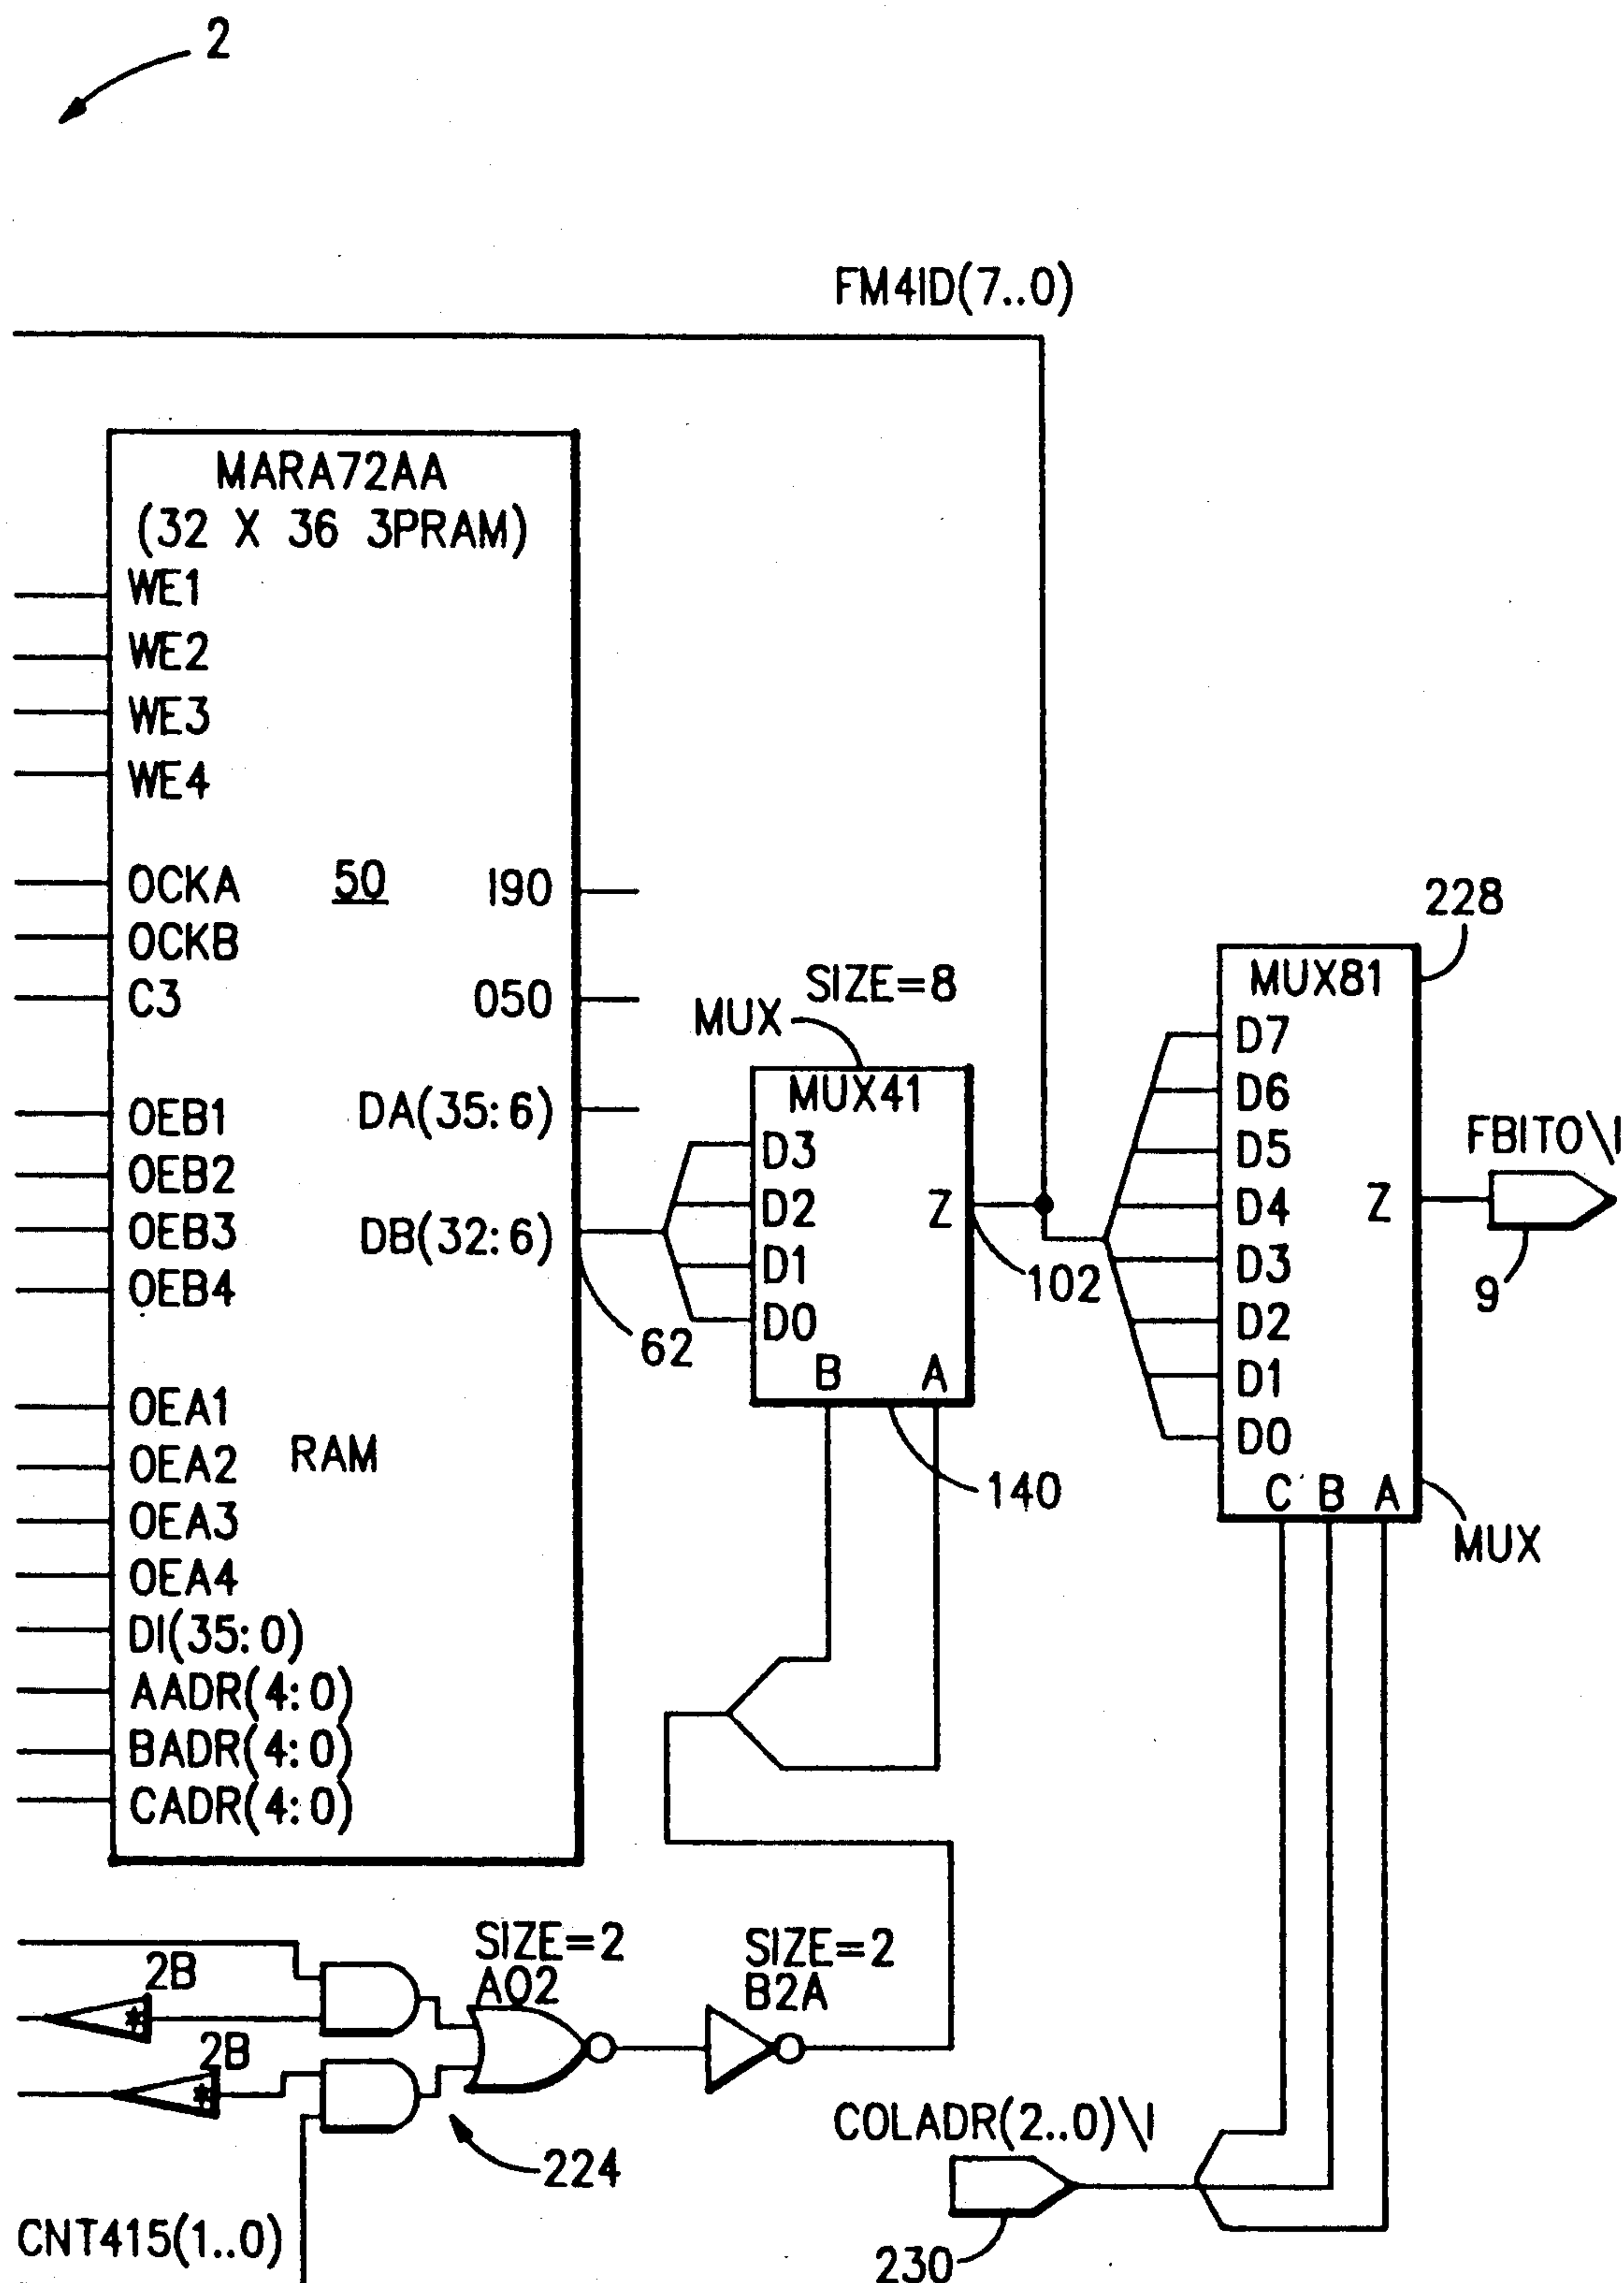 2
FM4ID(7..0)
MARA72AA
(32 X 36 3PRAM)
WE1
WE2
WE3
WE4
OCKA 50 I90
OCKB
C3 O50
OEB1 DA(35:6)
OEB2
OEB3 DB(32:6)
OEB4
62
OEA1
OEA2 RAM
OEA3
OEA4
DI(35:0)
AADR(4:0)
BADR(4:0)
CADR(4:0)
SIZE=8
MUX
MUX41
D3
D2 Z
D1
D0
B A
102
140
228
MUX81
D7
D6
D5
D4 Z
D3
D2
D1
D0
C B A
MUX
FBITO\I
9
2B
2B
SIZE=2
AO2
SIZE=2
B2A
224
CNT415(1..0)
COLADR(2..0)\I
230